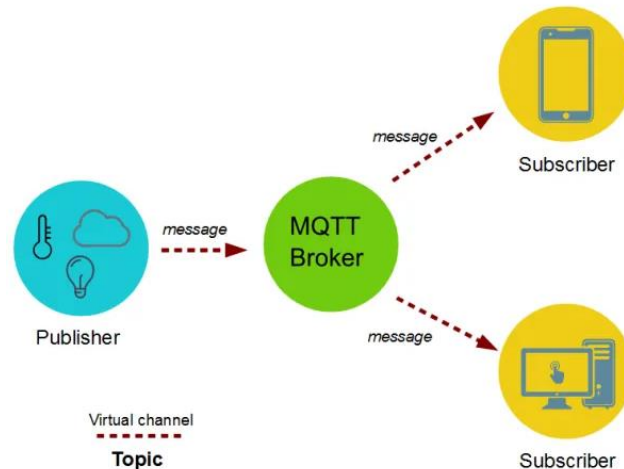 message
Subscriber
message
MQTT
Broker
Publisher
message
Virtual channel
Topic
Subscriber